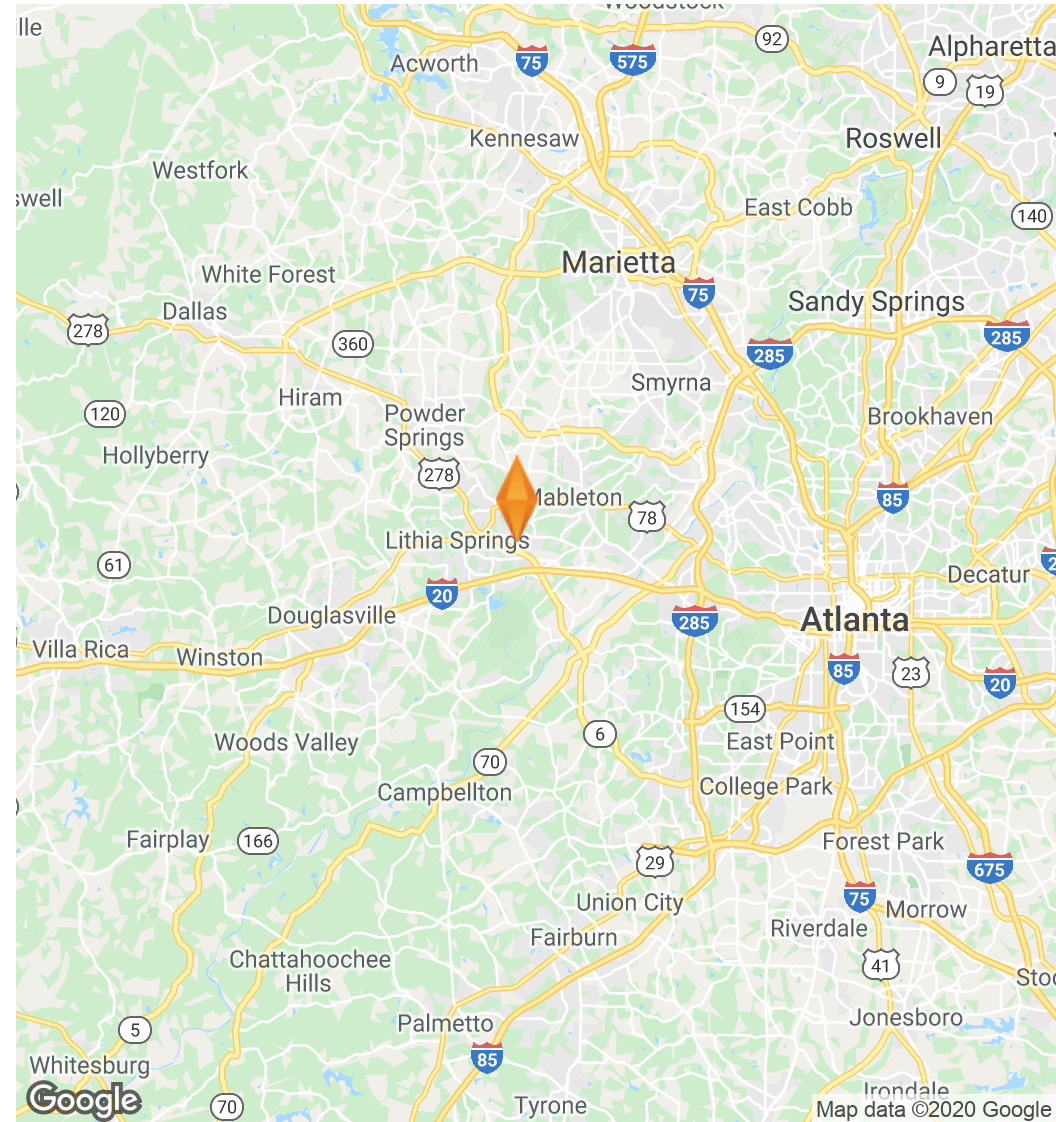 lle
Woodstock
92
Alpharetta
Acworth
75
575
9
19
Kennesaw
Roswell
Westfork
swell
East Cobb
140
White Forest
Marietta
75
Sandy Springs
Dallas
278
360
285
285
Smyrna
Hiram
120
Powder
Springs
Brookhaven
Hollyberry
278
Mableton
85
78
Lithia Springs
61
20
Decatur
2
Douglasville
285
Atlanta
Villa Rica
Winston
85
23
20
154
6
Woods Valley
East Point
70
Campbellton
College Park
Fairplay
166
Forest Park
29
675
Union City
75
Morrow
Riverdale
Fairburn
Chattahoochee
Hills
41
Stoc
Palmetto
Jonesboro
5
85
Whitesburg
Google
70
Tyrone
Irondale
Map data ©2020 Google